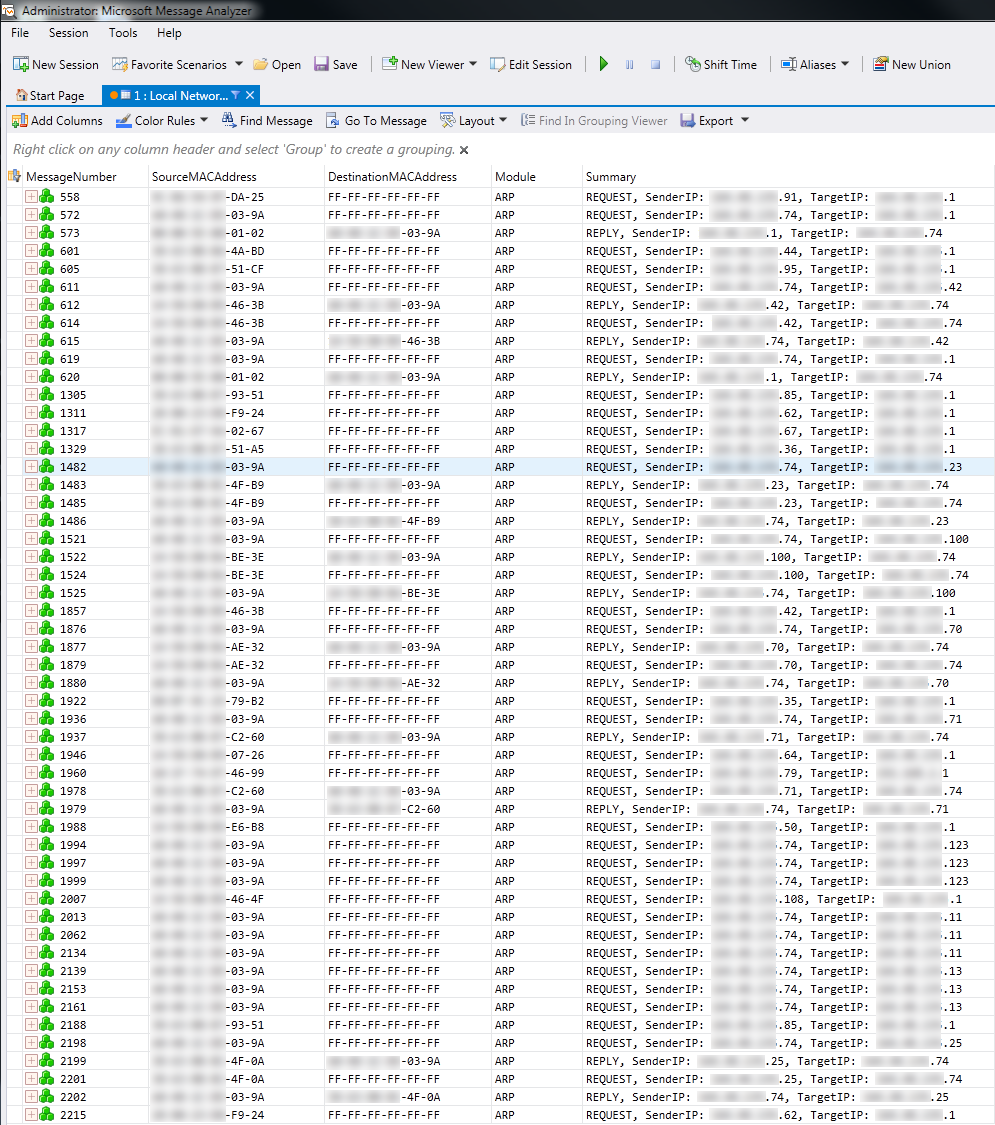 Administrator: Microsoft Message Analyzer
File Session Tools Help
New Session Favorite Scenarios Open Save New Viewer Edit Session Shift Time Aliases New Union
Start Page 1 : Local Networ...
Add Columns Color Rules Find Message Go To Message Layout Find In Grouping Viewer Export
Right click on any column header and select 'Group' to create a grouping.
MessageNumber SourceMACAddress DestinationMACAddress Module Summary
558 -DA-25 FF-FF-FF-FF-FF-FF ARP REQUEST, SenderIP: .91, TargetIP: .1
572 -03-9A FF-FF-FF-FF-FF-FF ARP REQUEST, SenderIP: .74, TargetIP: .1
573 -01-02 -03-9A ARP REPLY, SenderIP: .1, TargetIP: .74
601 -4A-BD FF-FF-FF-FF-FF-FF ARP REQUEST, SenderIP: .44, TargetIP: .1
605 -51-CF FF-FF-FF-FF-FF-FF ARP REQUEST, SenderIP: .95, TargetIP: .1
611 -03-9A FF-FF-FF-FF-FF-FF ARP REQUEST, SenderIP: .74, TargetIP: .42
612 -46-3B -03-9A ARP REPLY, SenderIP: .42, TargetIP: .74
614 -46-3B FF-FF-FF-FF-FF-FF ARP REQUEST, SenderIP: .42, TargetIP: .74
615 -03-9A -46-3B ARP REPLY, SenderIP: .74, TargetIP: .42
619 -03-9A FF-FF-FF-FF-FF-FF ARP REQUEST, SenderIP: .74, TargetIP: .1
620 -01-02 -03-9A ARP REPLY, SenderIP: .1, TargetIP: .74
1305 -93-51 FF-FF-FF-FF-FF-FF ARP REQUEST, SenderIP: .85, TargetIP: .1
1311 -F9-24 FF-FF-FF-FF-FF-FF ARP REQUEST, SenderIP: .62, TargetIP: .1
1317 -02-67 FF-FF-FF-FF-FF-FF ARP REQUEST, SenderIP: .67, TargetIP: .1
1329 -51-A5 FF-FF-FF-FF-FF-FF ARP REQUEST, SenderIP: .36, TargetIP: .1
1482 -03-9A FF-FF-FF-FF-FF-FF ARP REQUEST, SenderIP: .74, TargetIP: .23
1483 -4F-B9 -03-9A ARP REPLY, SenderIP: .23, TargetIP: .74
1485 -4F-B9 FF-FF-FF-FF-FF-FF ARP REQUEST, SenderIP: .23, TargetIP: .74
1486 -03-9A -4F-B9 ARP REPLY, SenderIP: .74, TargetIP: .23
1521 -03-9A FF-FF-FF-FF-FF-FF ARP REQUEST, SenderIP: .74, TargetIP: .100
1522 -BE-3E -03-9A ARP REPLY, SenderIP: .100, TargetIP: .74
1524 -BE-3E FF-FF-FF-FF-FF-FF ARP REQUEST, SenderIP: .100, TargetIP: .74
1525 -03-9A -BE-3E ARP REPLY, SenderIP: .74, TargetIP: .100
1857 -46-3B FF-FF-FF-FF-FF-FF ARP REQUEST, SenderIP: .42, TargetIP: .1
1876 -03-9A FF-FF-FF-FF-FF-FF ARP REQUEST, SenderIP: .74, TargetIP: .70
1877 -AE-32 -03-9A ARP REPLY, SenderIP: .70, TargetIP: .74
1879 -AE-32 FF-FF-FF-FF-FF-FF ARP REQUEST, SenderIP: .70, TargetIP: .74
1880 -03-9A -AE-32 ARP REPLY, SenderIP: .74, TargetIP: .70
1922 -79-B2 FF-FF-FF-FF-FF-FF ARP REQUEST, SenderIP: .35, TargetIP: .1
1936 -03-9A FF-FF-FF-FF-FF-FF ARP REQUEST, SenderIP: .74, TargetIP: .71
1937 -C2-60 -03-9A ARP REPLY, SenderIP: .71, TargetIP: .74
1946 -07-26 FF-FF-FF-FF-FF-FF ARP REQUEST, SenderIP: .64, TargetIP: .1
1960 -46-99 FF-FF-FF-FF-FF-FF ARP REQUEST, SenderIP: .79, TargetIP: 1
1978 -C2-60 -03-9A ARP REQUEST, SenderIP: .71, TargetIP: .74
1979 -03-9A -C2-60 ARP REPLY, SenderIP: .74, TargetIP: .71
1988 -E6-B8 FF-FF-FF-FF-FF-FF ARP REQUEST, SenderIP: .50, TargetIP: .1
1994 -03-9A FF-FF-FF-FF-FF-FF ARP REQUEST, SenderIP: .74, TargetIP: .123
1997 -03-9A FF-FF-FF-FF-FF-FF ARP REQUEST, SenderIP: .74, TargetIP: .123
1999 -03-9A FF-FF-FF-FF-FF-FF ARP REQUEST, SenderIP: .74, TargetIP: .123
2007 -46-4F FF-FF-FF-FF-FF-FF ARP REQUEST, SenderIP: .108, TargetIP: .1
2013 -03-9A FF-FF-FF-FF-FF-FF ARP REQUEST, SenderIP: .74, TargetIP: .11
2062 -03-9A FF-FF-FF-FF-FF-FF ARP REQUEST, SenderIP: .74, TargetIP: .11
2134 -03-9A FF-FF-FF-FF-FF-FF ARP REQUEST, SenderIP: .74, TargetIP: .11
2139 -03-9A FF-FF-FF-FF-FF-FF ARP REQUEST, SenderIP: .74, TargetIP: .13
2153 -03-9A FF-FF-FF-FF-FF-FF ARP REQUEST, SenderIP: .74, TargetIP: .13
2161 -03-9A FF-FF-FF-FF-FF-FF ARP REQUEST, SenderIP: .74, TargetIP: .13
2188 -93-51 FF-FF-FF-FF-FF-FF ARP REQUEST, SenderIP: .85, TargetIP: .1
2198 -03-9A FF-FF-FF-FF-FF-FF ARP REQUEST, SenderIP: .74, TargetIP: .25
2199 -4F-0A -03-9A ARP REPLY, SenderIP: .25, TargetIP: .74
2201 -4F-0A FF-FF-FF-FF-FF-FF ARP REQUEST, SenderIP: .25, TargetIP: .74
2202 -03-9A -4F-0A ARP REPLY, SenderIP: .74, TargetIP: .25
2215 -F9-24 FF-FF-FF-FF-FF-FF ARP REQUEST, SenderIP: .62, TargetIP: .1